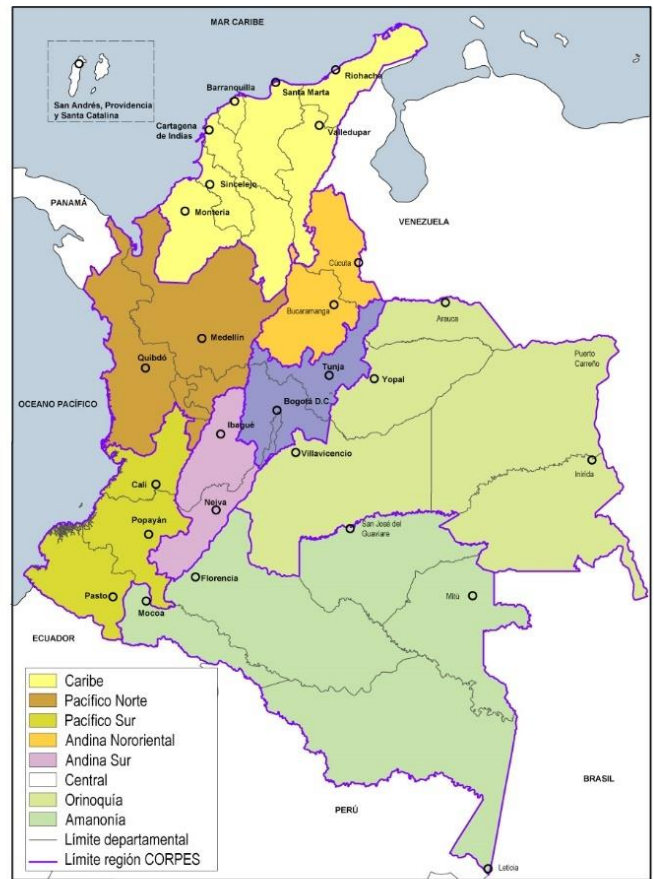 MAR CARIBE
San Andrés, Providencia
y Santa Catalina
Riohacha
Barranquilla
Santa Marta
Cartagena
de Indias
Valledupar
Sincelejo
PANAMÁ
Montería
VENEZUELA
Cúcuta
Bucaramanga
Arauca
Medellín
Quibdó
Tunja
Yopal
Puerto
Carreño
OCEANO PACÍFICO
Bogotá D.C.
Ibagué
Villavicencio
Inirida
Cali
Neiva
Popayán
San José del
Guaviare
Florencia
Pasto
Mocoa
Mitú
ECUADOR
Caribe
Pacífico Norte
Pacífico Sur
Andina Nororiental
Andina Sur
Central
Orinoquía
Amanonía
Límite departamental
Límite región CORPES
BRASIL
PERÚ
Leticia